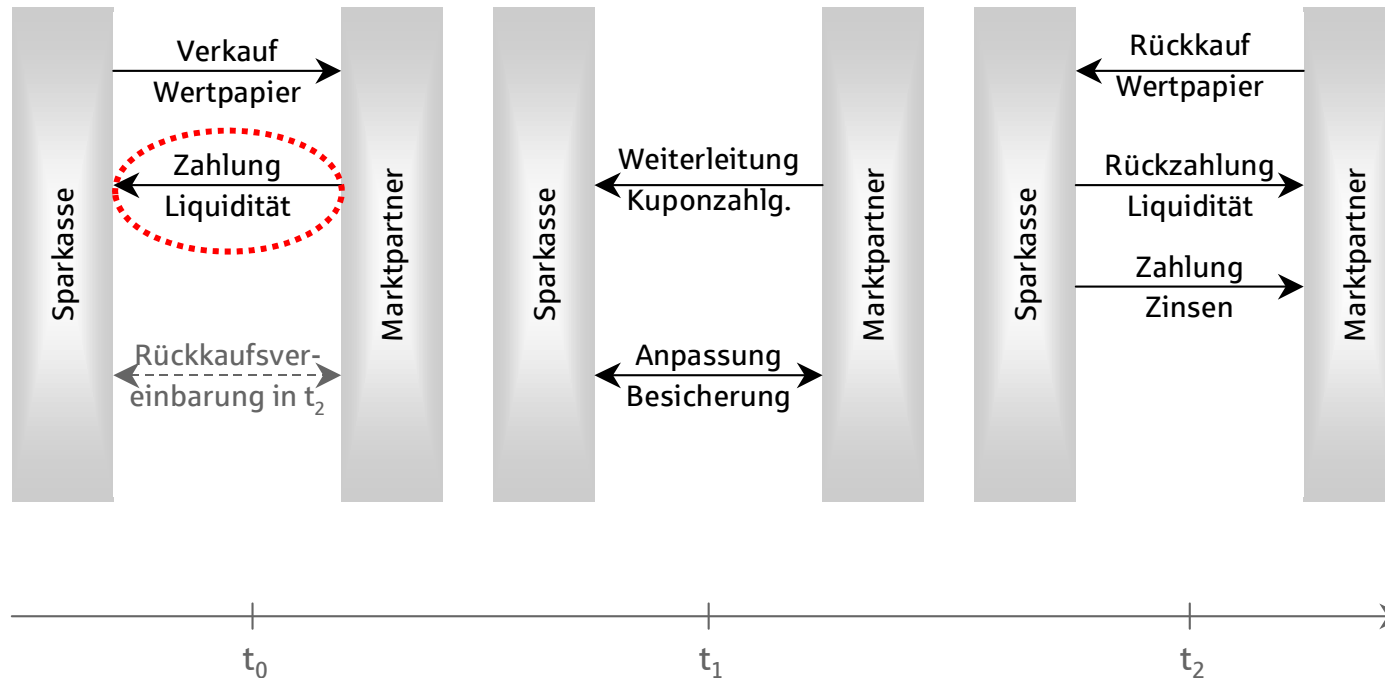 Sparkasse
Verkauf
Wertpapier
Zahlung
Liquidität
Rückkaufsver-
einbarung in t₂
Marktpartner
Sparkasse
Weiterleitung
Kuponzahlg.
Anpassung
Besicherung
Marktpartner
Sparkasse
Rückkauf
Wertpapier
Rückzahlung
Liquidität
Zahlung
Zinsen
Marktpartner
t₀
t₁
t₂